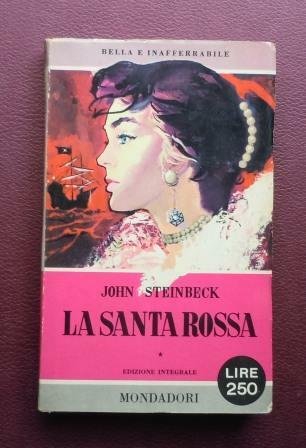 BELLA E INAFFERRABILE
JOHN STEINBECK
LA SANTA ROSSA
*
EDIZIONE INTEGRALE
LIRE
250
MONDADORI